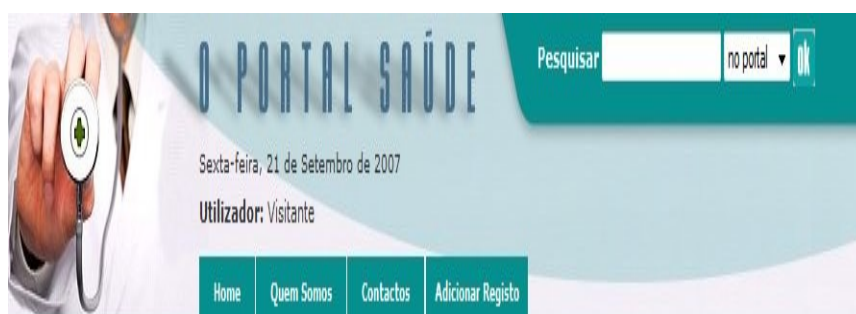 O PORTAL SAÚDE
Pesquisar no portal ok
Sexta-feira, 21 de Setembro de 2007
Utilizador: Visitante
Home Quem Somos Contactos Adicionar Registo